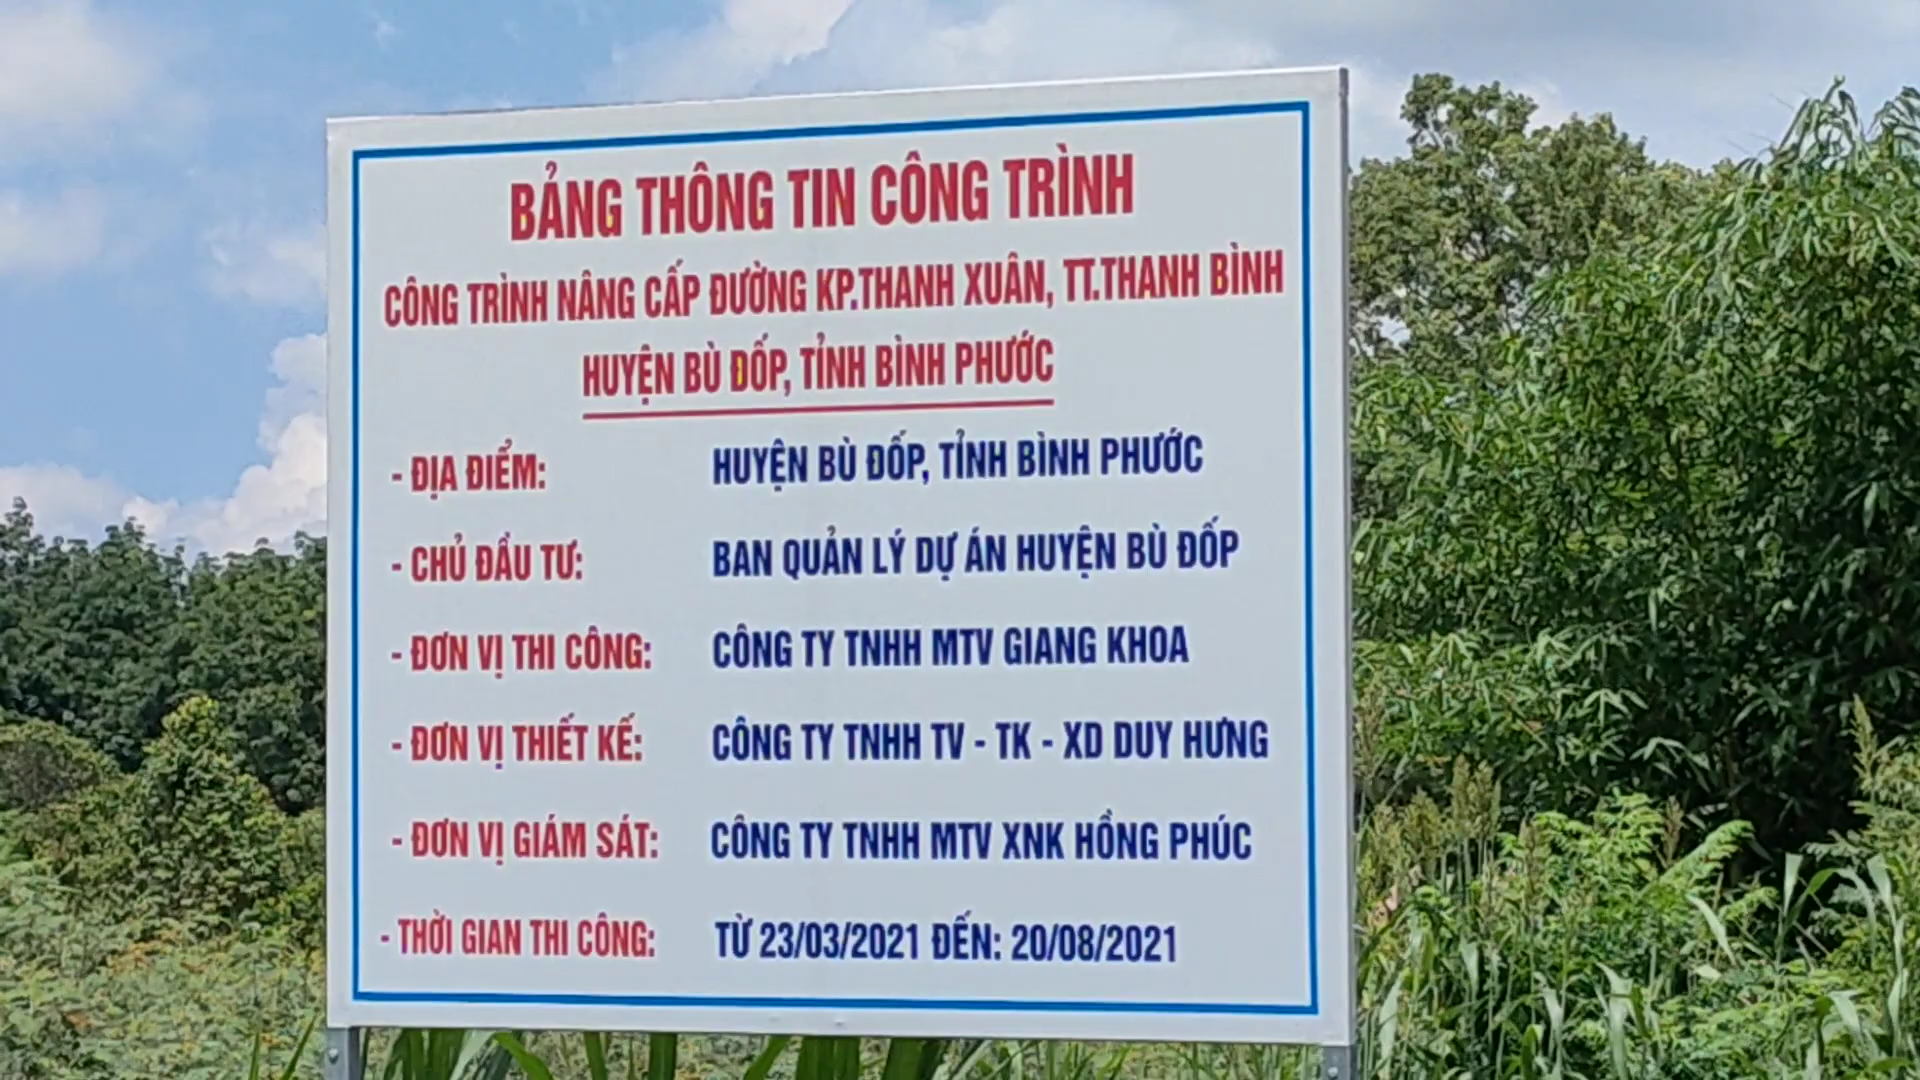 BẢNG THÔNG TIN CÔNG TRÌNH
CÔNG TRÌNH NÂNG CẤP ĐƯỜNG KP.THANH XUÂN, TT.THANH BÌNH
HUYỆN BÙ ĐỐP, TỈNH BÌNH PHƯỚC
- ĐỊA ĐIỂM: HUYỆN BÙ ĐỐP, TỈNH BÌNH PHƯỚC
- CHỦ ĐẦU TƯ: BAN QUẢN LÝ DỰ ÁN HUYỆN BÙ ĐỐP
- ĐƠN VỊ THI CÔNG: CÔNG TY TNHH MTV GIANG KHOA
- ĐƠN VỊ THIẾT KẾ: CÔNG TY TNHH TV - TK - XD DUY HƯNG
- ĐƠN VỊ GIÁM SÁT: CÔNG TY TNHH MTV XNK HỒNG PHÚC
- THỜI GIAN THI CÔNG: TỪ 23/03/2021 ĐẾN: 20/08/2021